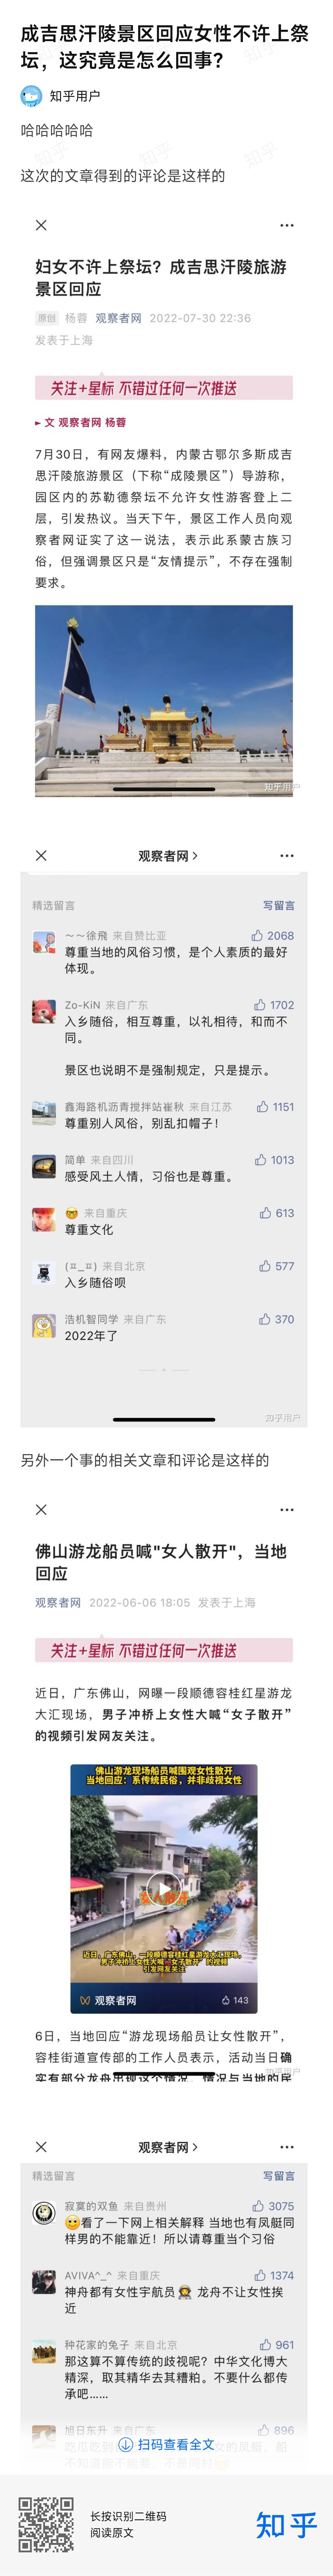 成吉思汗陵景区回应女性不许上祭
坛，这究竟是怎么回事？
知乎用户
哈哈哈哈哈
这次的文章得到的评论是这样的
妇女不许上祭坛？成吉思汗陵旅游
景区回应
原创 杨蓉 观察者网 2022-07-30 22:36
发表于上海
关注+星标 不错过任何一次推送
► 文 观察者网 杨蓉
7月30日，有网友爆料，内蒙古鄂尔多斯成吉
思汗陵旅游景区（下称“成陵景区”）导游称，
园区内的苏勒德祭坛不允许女性游客登上二
层，引发热议。当天下午，景区工作人员向观
察者网证实了这一说法，表示此系蒙古族习
俗，但强调景区只是“友情提示”，不存在强制
要求。
知乎用户
观察者网
精选留言 写留言
～～徐飛 来自赞比亚 2068
尊重当地的风俗习惯，是个人素质的最好
体现。
Zo-KiN 来自广东 1702
入乡随俗，相互尊重，以礼相待，和而不
同。
景区也说明不是强制规定，只是提示。
鑫海路机沥青搅拌站崔秋 来自江苏 1151
尊重别人风俗，别乱扣帽子！
简单 来自四川 1013
感受风土人情，习俗也是尊重。
🤓 来自重庆 613
尊重文化
(ㅍ_ㅍ) 来自北京 577
入乡随俗呗
浩机智同学 来自广东 370
2022年了
知乎用户
另外一个事的相关文章和评论是这样的
佛山游龙船员喊"女人散开"，当地
回应
观察者网 2022-06-06 18:05 发表于上海
关注+星标 不错过任何一次推送
近日，广东佛山，网曝一段顺德容桂红星游龙
大汇现场，男子冲桥上女性大喊“女子散开”
的视频引发网友关注。
佛山游龙现场船员喊围观女性散开
当地回应：系传统民俗，并非歧视女性
女人散开
近日，广东佛山，一段顺德容桂红星游龙大汇现场，
男子冲桥上女性大喊“女子散开”的视频
引发网友关注
观察者网 143
6日，当地回应“游龙现场船员让女性散开”，
容桂街道宣传部的工作人员表示，活动当日确
实有部分龙舟出现这个情况，情况与当地的民
知乎用户
观察者网
精选留言 写留言
寂寞的双鱼 来自贵州 3075
🙂看了一下网上相关解释 当地也有凤艇同
样男的不能靠近！所以请尊重当个习俗
AVIVA^_^ 来自重庆 1374
神舟都有女性宇航员👩‍🚀 龙舟不让女性挨
近
种花家的兔子 来自北京 961
那这算不算传统的歧视呢？中华文化博大
精深，取其精华去其糟粕。不要什么都传
承吧……
旭日东升 来自广东 896
扫码查看全文
长按识别二维码
阅读原文
知乎